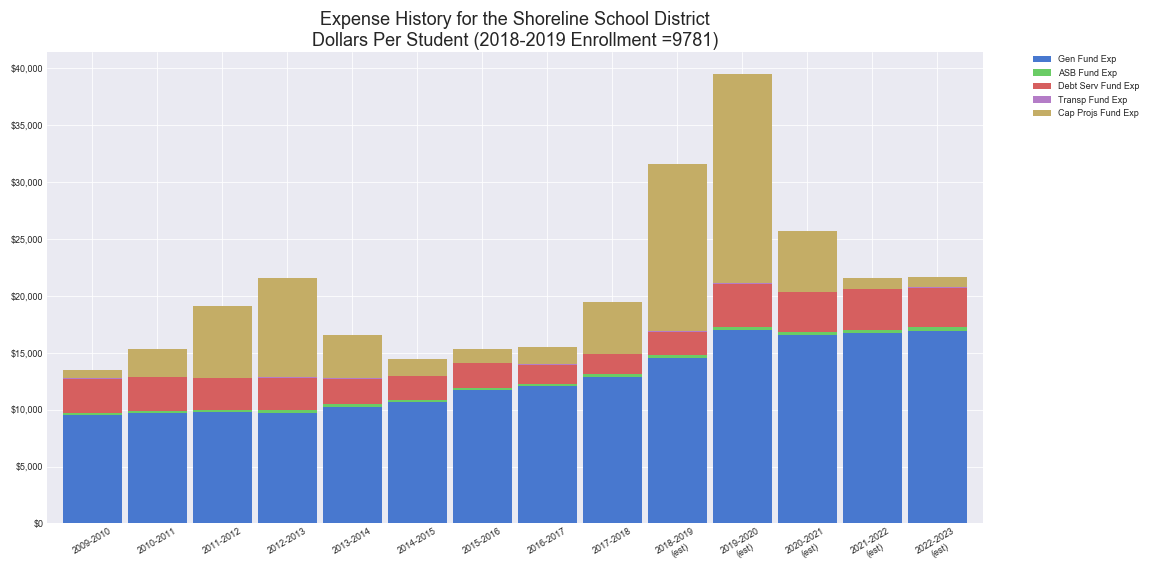 Expense History for the Shoreline School District
Dollars Per Student (2018-2019 Enrollment =9781)
$40,000
$35,000
$30,000
$25,000
$20,000
$15,000
$10,000
$5,000
$0
2009-2010
2010-2011
2011-2012
2012-2013
2013-2014
2014-2015
2015-2016
2016-2017
2017-2018
2018-2019
(est)
2019-2020
(est)
2020-2021
(est)
2021-2022
(est)
2022-2023
(est)
Gen Fund Exp
ASB Fund Exp
Debt Serv Fund Exp
Transp Fund Exp
Cap Projs Fund Exp